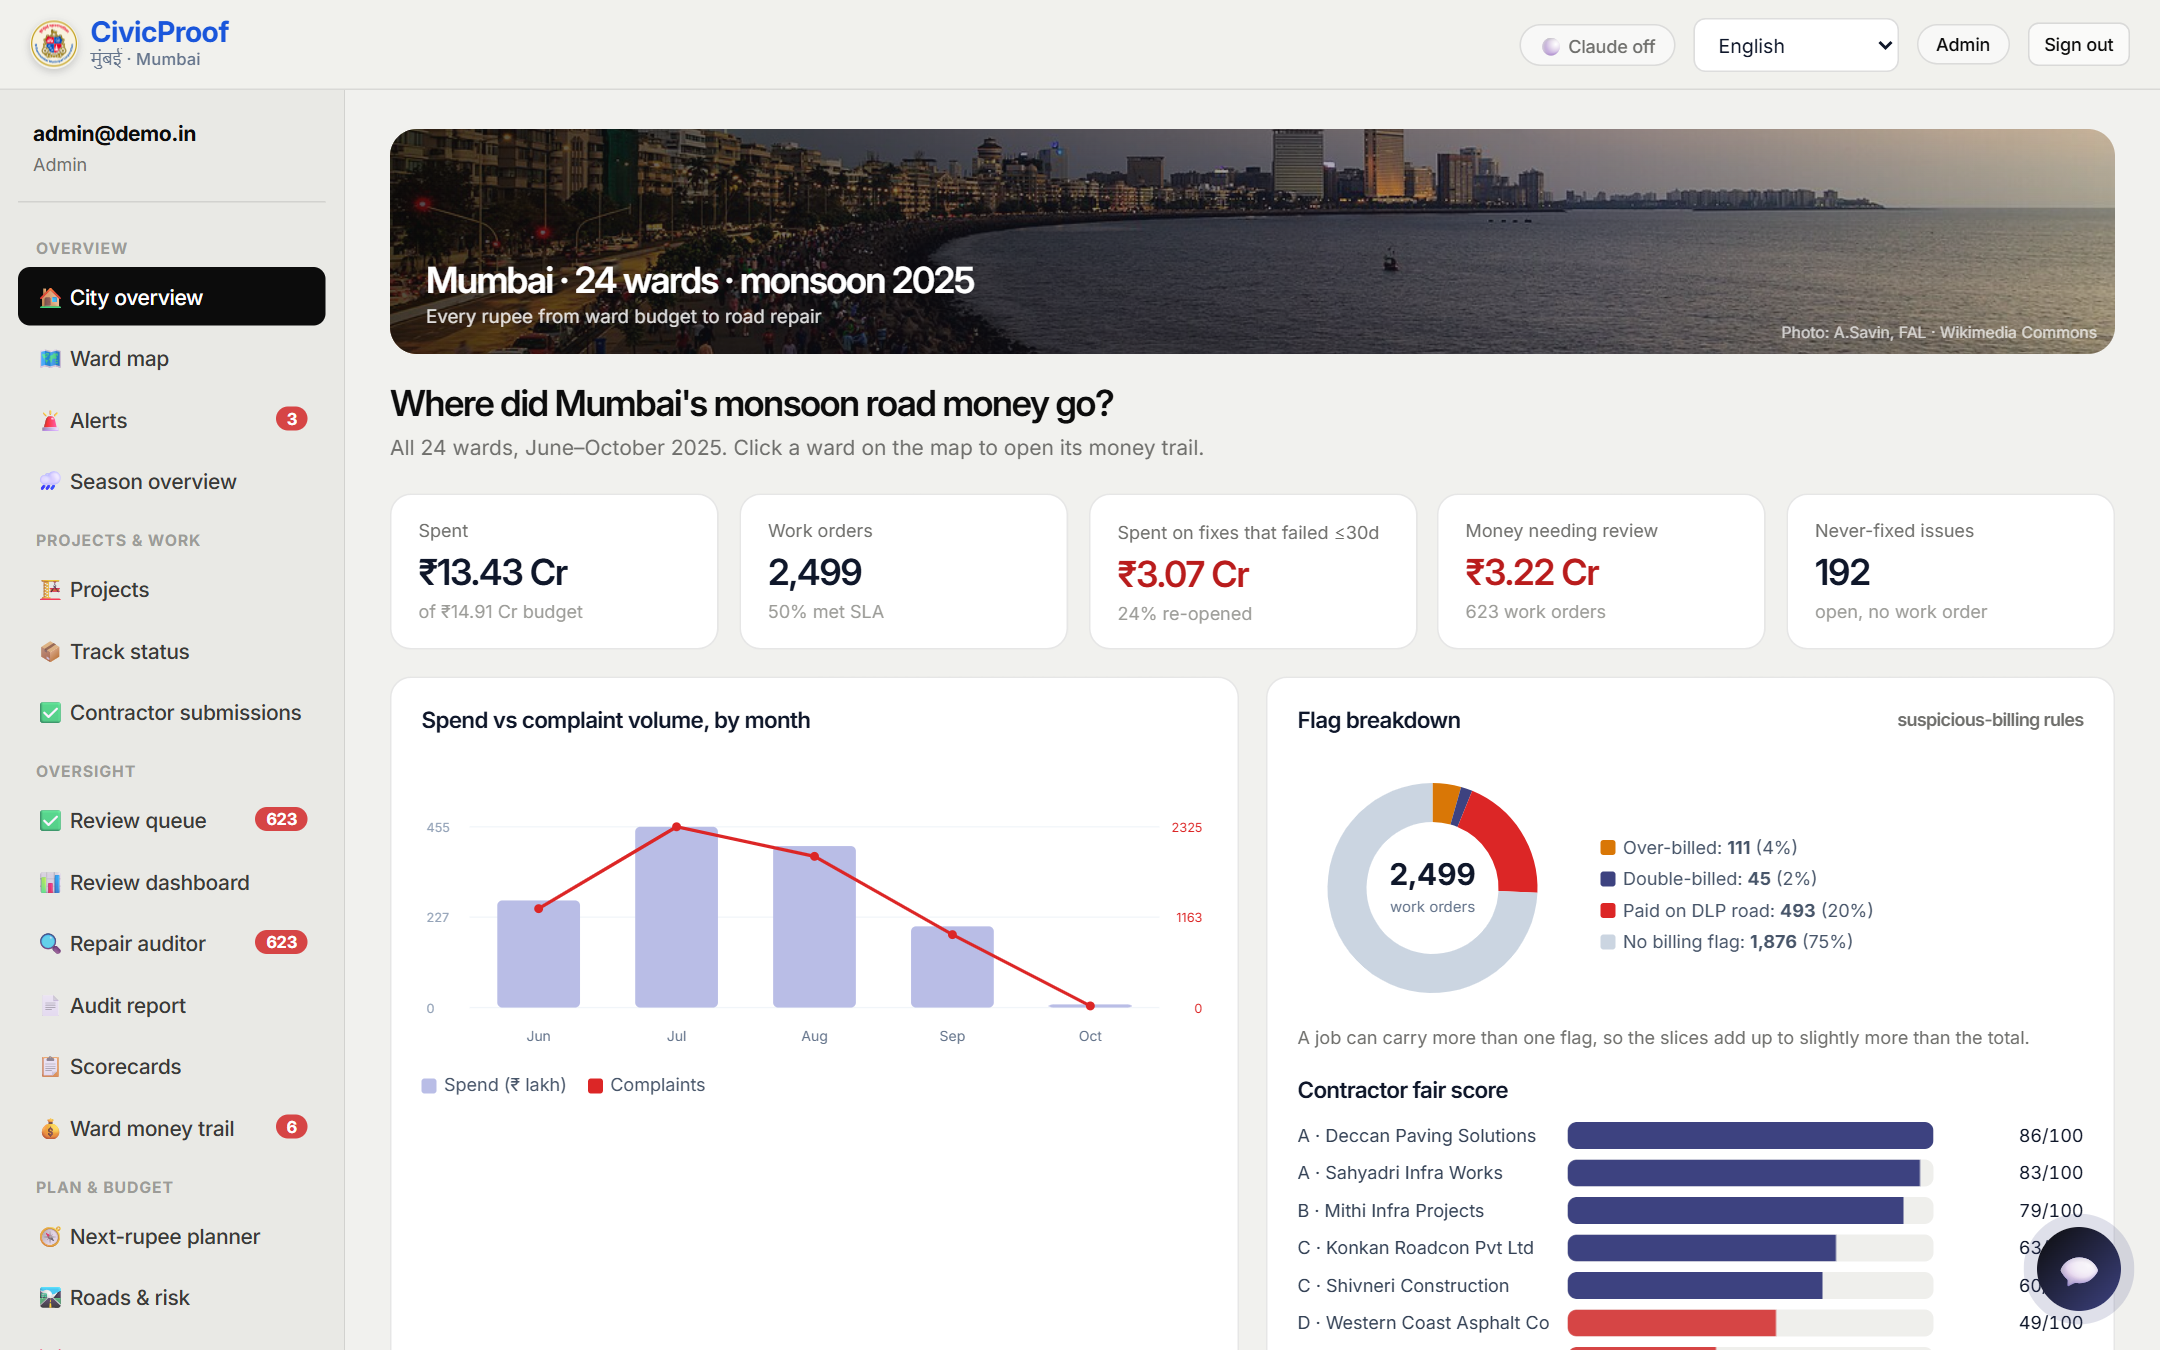 CivicProof
मुंबई · Mumbai
Claude off
English
Admin
Sign out
admin@demo.in
Admin
OVERVIEW
City overview
Ward map
Alerts
3
Season overview
PROJECTS & WORK
Projects
Track status
Contractor submissions
OVERSIGHT
Review queue
623
Review dashboard
Repair auditor
623
Audit report
Scorecards
Ward money trail
6
PLAN & BUDGET
Next-rupee planner
Roads & risk
Mumbai · 24 wards · monsoon 2025
Every rupee from ward budget to road repair
Photo: A.Savin, FAL · Wikimedia Commons
Where did Mumbai's monsoon road money go?
All 24 wards, June–October 2025. Click a ward on the map to open its money trail.
Spent
₹13.43 Cr
of ₹14.91 Cr budget
Work orders
2,499
50% met SLA
Spent on fixes that failed ≤30d
₹3.07 Cr
24% re-opened
Money needing review
₹3.22 Cr
623 work orders
Never-fixed issues
192
open, no work order
Spend vs complaint volume, by month
455
2325
227
1163
0
0
Jun
Jul
Aug
Sep
Oct
Spend (₹ lakh)
Complaints
Flag breakdown
suspicious-billing rules
2,499
work orders
Over-billed: 111 (4%)
Double-billed: 45 (2%)
Paid on DLP road: 493 (20%)
No billing flag: 1,876 (75%)
A job can carry more than one flag, so the slices add up to slightly more than the total.
Contractor fair score
A · Deccan Paving Solutions 86/100
A · Sahyadri Infra Works 83/100
B · Mithi Infra Projects 79/100
C · Konkan Roadcon Pvt Ltd
C · Shivneri Construction
D · Western Coast Asphalt Co 49/100